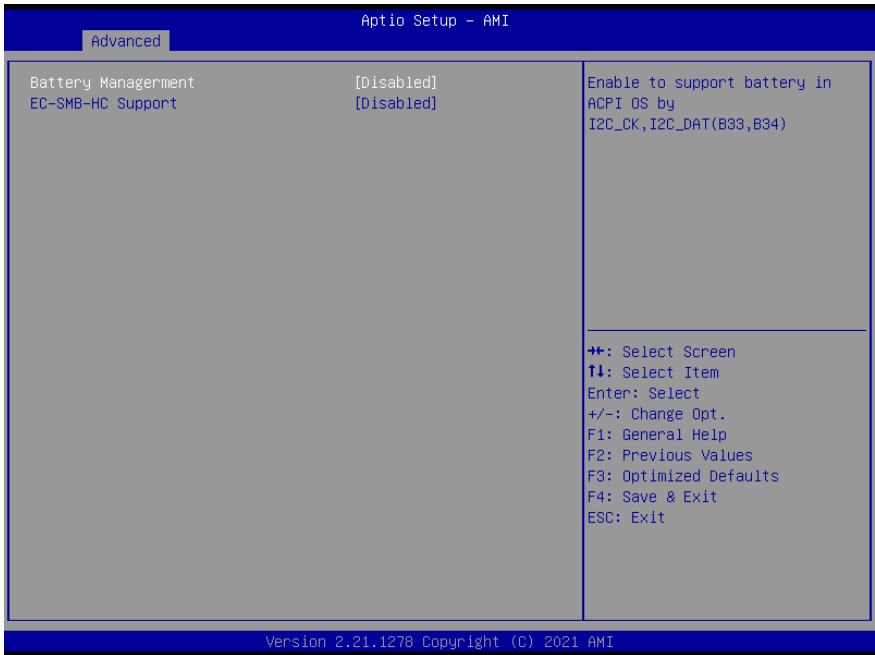 Aptio Setup – AMI
Advanced
Battery Managerment [Disabled]
EC-SMB-HC Support [Disabled]
Enable to support battery in
ACPI OS by
I2C_CK,I2C_DAT(B33,B34)
→←: Select Screen
↑↓: Select Item
Enter: Select
+/-: Change Opt.
F1: General Help
F2: Previous Values
F3: Optimized Defaults
F4: Save & Exit
ESC: Exit
Version 2.21.1278 Copyright (C) 2021 AMI